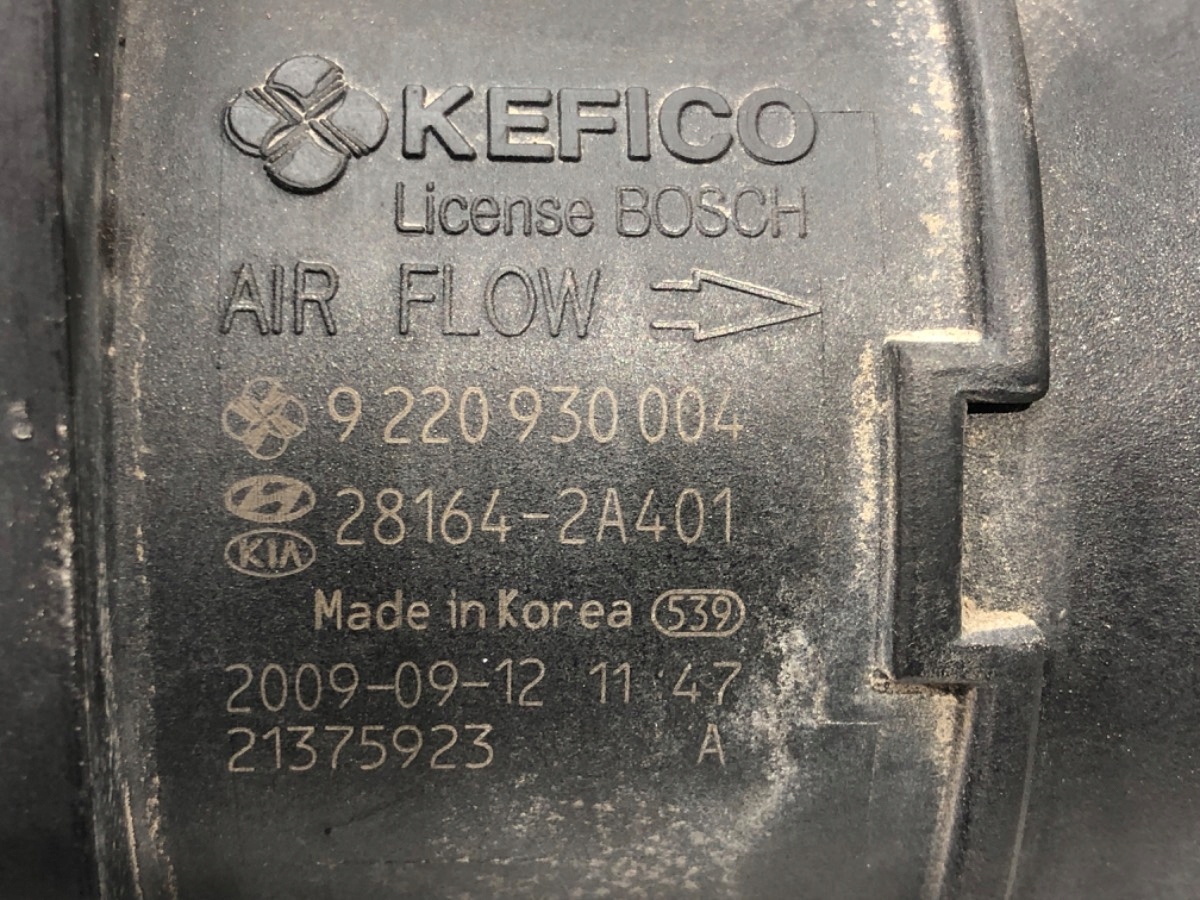 KEFICO
License BOSCH
AIR FLOW
9 220 930 004
28164-2A401
KIA
Made in Korea 539
2009-09-12 11 47
21375923 A